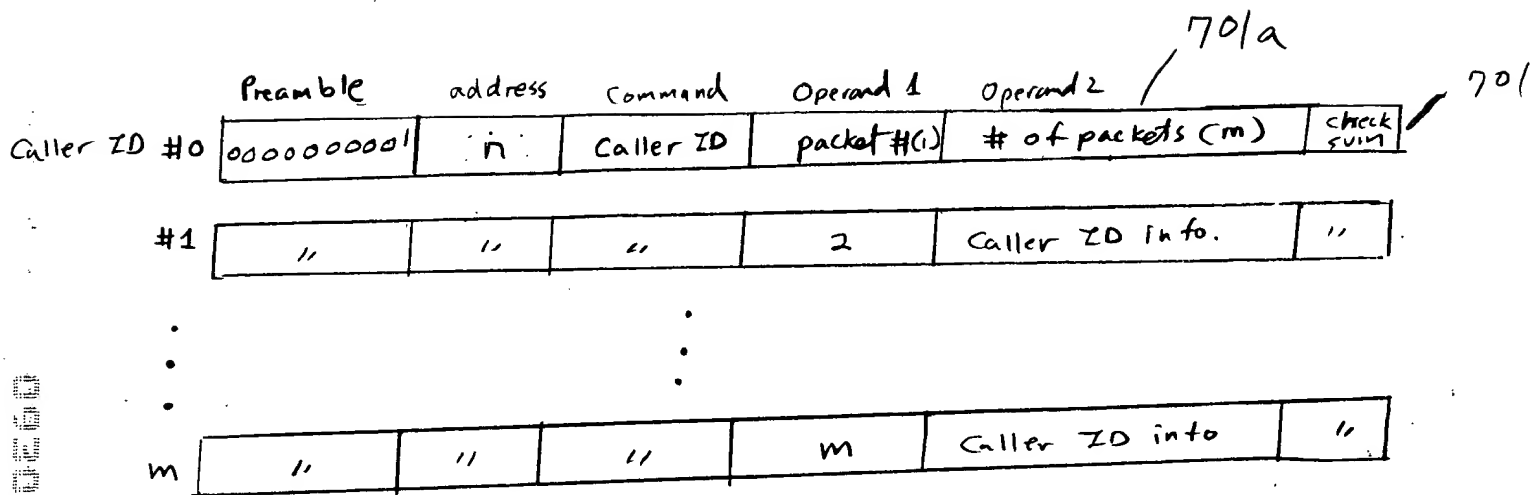 701a
701
Preamble address Command Operand 1 Operand 2
Caller ID #0 0000000001 n Caller ID packet #(1) # of packets (m) check sum
#1 " " " 2 Caller ID info. "
m " " " m Caller ID info "